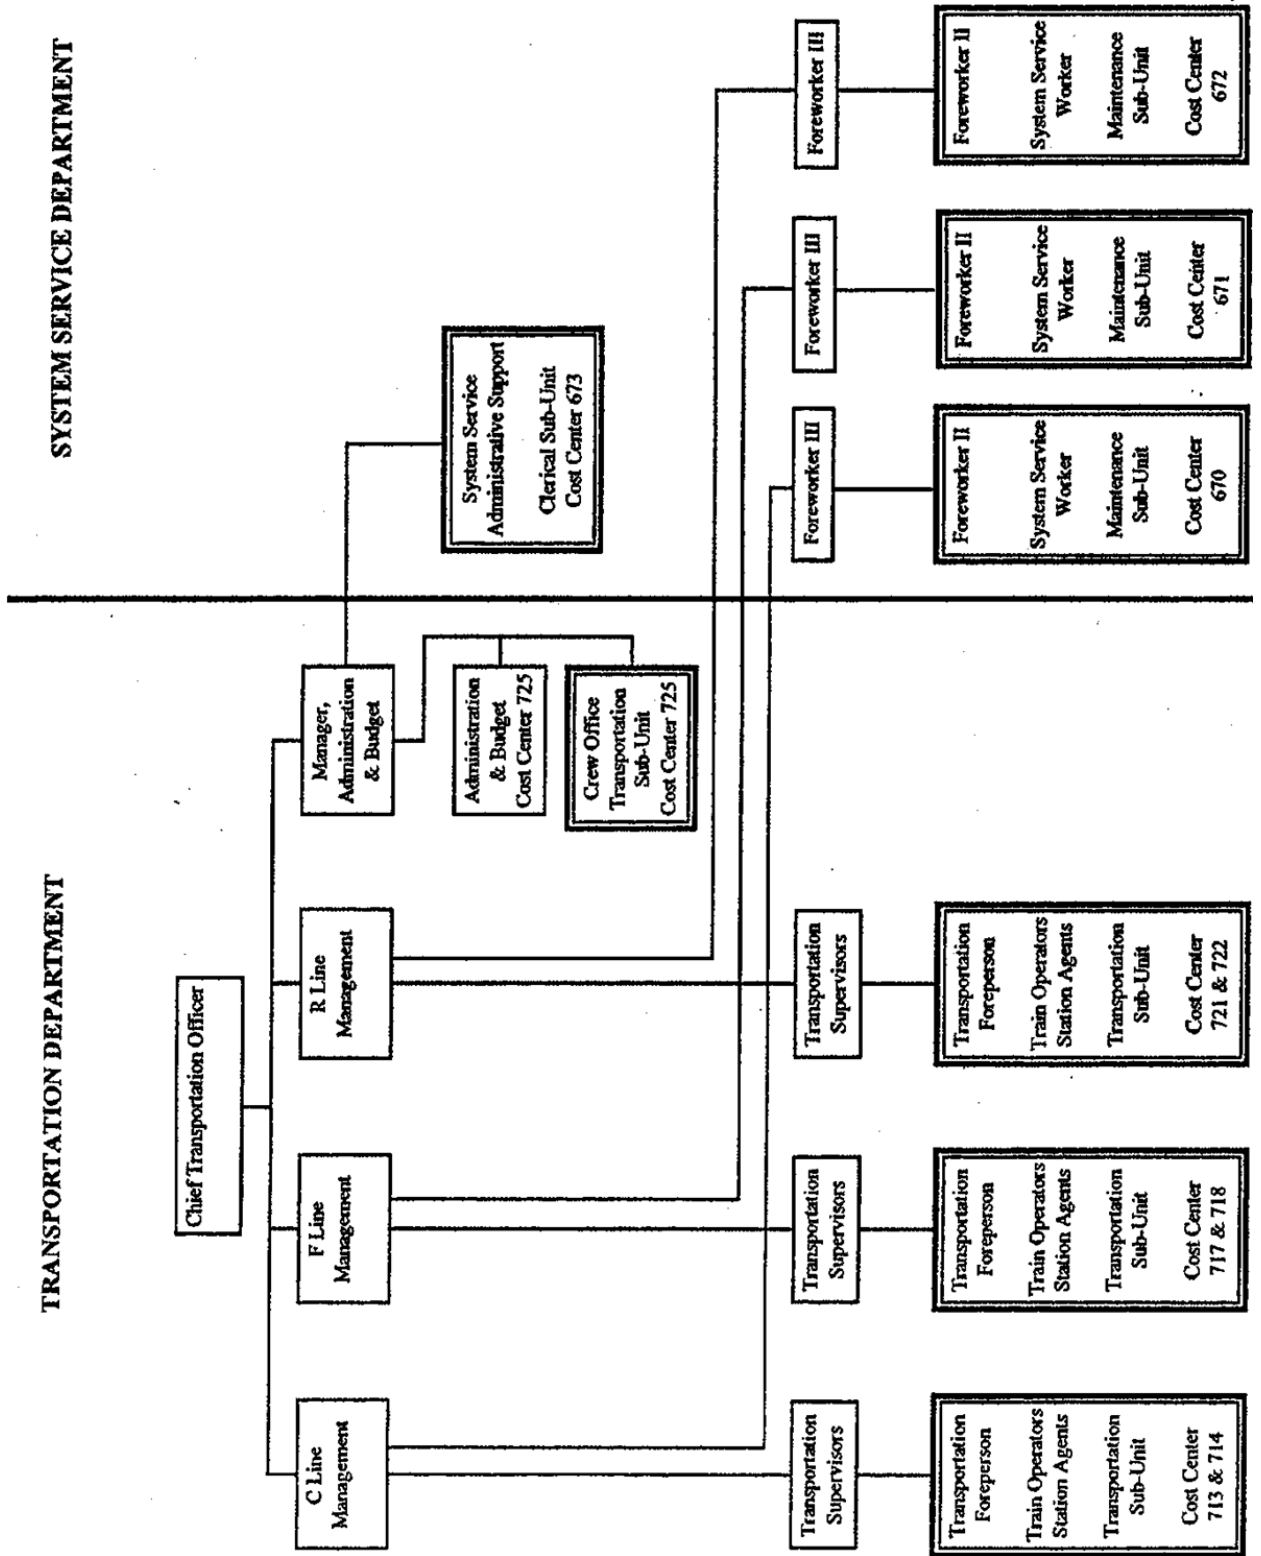 TRANSPORTATION DEPARTMENT
SYSTEM SERVICE DEPARTMENT
Chief Transportation Officer
C Line
Management
F Line
Management
R Line
Management
Manager,
Administration
& Budget
System Service
Administrative Support
Clerical Sub-Unit
Cost Center 673
Administration
& Budget
Cost Center 725
Crew Office
Transportation
Sub-Unit
Cost Center 725
Transportation
Supervisors
Transportation
Supervisors
Transportation
Supervisors
Foreworker III
Foreworker III
Foreworker III
Transportation
Foreperson
Train Operators
Station Agents
Transportation
Sub-Unit
Cost Center
713 & 714
Transportation
Foreperson
Train Operators
Station Agents
Transportation
Sub-Unit
Cost Center
717 & 718
Transportation
Foreperson
Train Operators
Station Agents
Transportation
Sub-Unit
Cost Center
721 & 722
Foreworker II
System Service
Worker
Maintenance
Sub-Unit
Cost Center
670
Foreworker II
System Service
Worker
Maintenance
Sub-Unit
Cost Center
671
Foreworker II
System Service
Worker
Maintenance
Sub-Unit
Cost Center
672